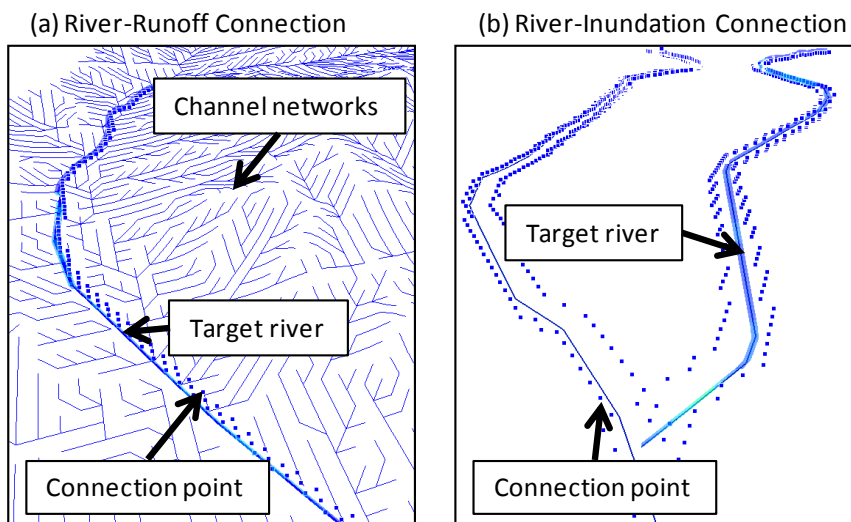 (a) River-Runoff Connection
Channel networks
Target river
Connection point
(b) River-Inundation Connection
Target river
Connection point